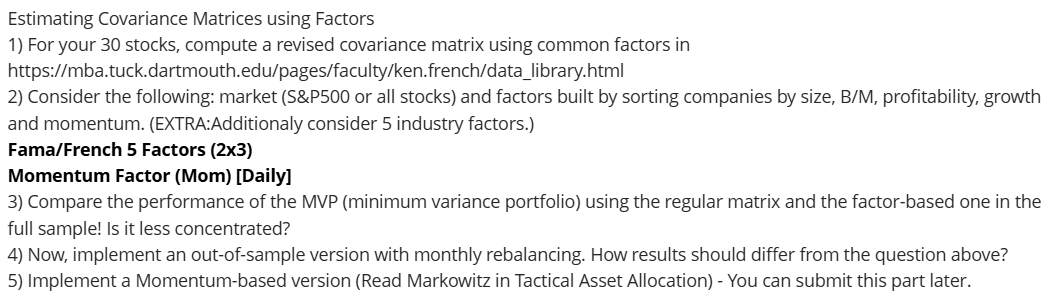 Estimating Covariance Matrices using Factors
1) For your 30 stocks, compute a revised covariance matrix using common factors in
https://mba.tuck.dartmouth.edu/pages/faculty/ken.french/data_library.html
2) Consider the following: market (S&P500 or all stocks) and factors built by sorting companies by size, B/M, profitability, growth
and momentum. (EXTRA:Additionaly consider 5 industry factors.)
Fama/French 5 Factors (2x3)
Momentum Factor (Mom) [Daily]
3) Compare the performance of the MVP (minimum variance portfolio) using the regular matrix and the factor-based one in the
full sample! Is it less concentrated?
4) Now, implement an out-of-sample version with monthly rebalancing. How results should differ from the question above?
5) Implement a Momentum-based version (Read Markowitz in Tactical Asset Allocation) - You can submit this part later.